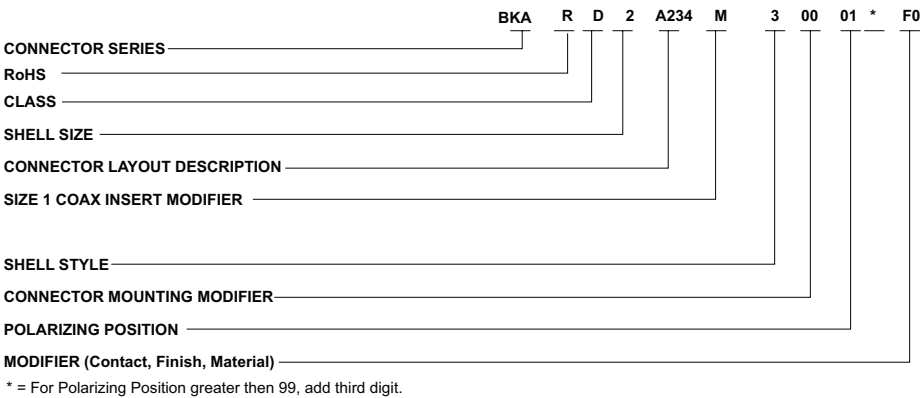 BKA R D 2 A234 M 3 00 01 * F0
CONNECTOR SERIES
RoHS
CLASS
SHELL SIZE
CONNECTOR LAYOUT DESCRIPTION
SIZE 1 COAX INSERT MODIFIER
SHELL STYLE
CONNECTOR MOUNTING MODIFIER
POLARIZING POSITION
MODIFIER (Contact, Finish, Material)
* = For Polarizing Position greater then 99, add third digit.